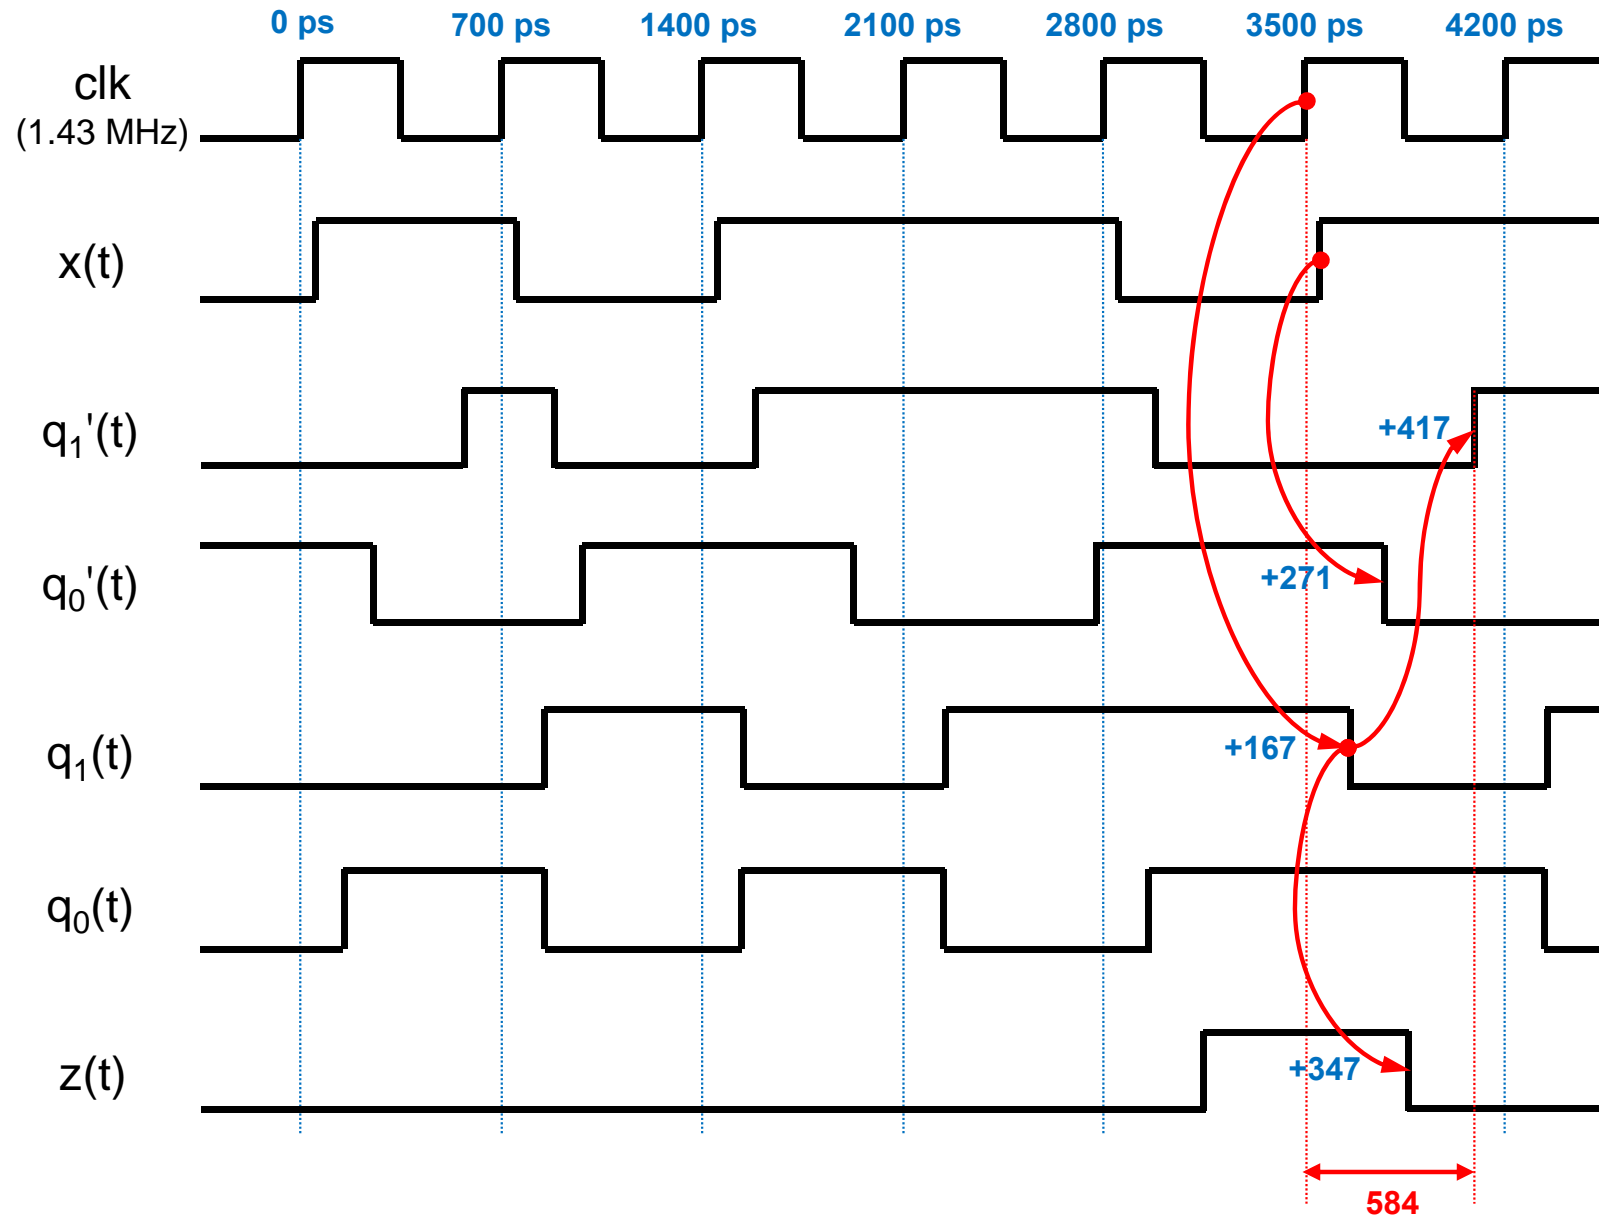 0 ps 700 ps 1400 ps 2100 ps 2800 ps 3500 ps 4200 ps
clk
(1.43 MHz)
x(t)
q₁'(t)
+417
q₀'(t)
+271
q₁(t)
+167
q₀(t)
z(t)
+347
584